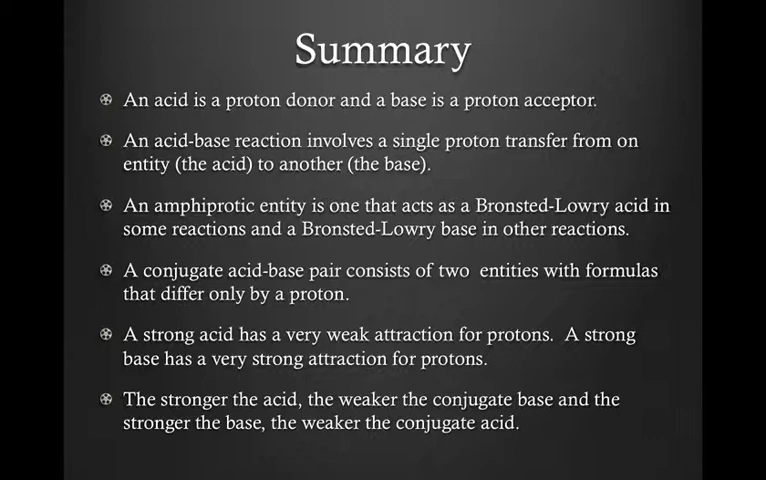 Summary
An acid is a proton donor and a base is a proton acceptor.
An acid-base reaction involves a single proton transfer from on
entity (the acid) to another (the base).
An amphiprotic entity is one that acts as a Bronsted-Lowry acid in
some reactions and a Bronsted-Lowry base in other reactions.
A conjugate acid-base pair consists of two entities with formulas
that differ only by a proton.
A strong acid has a very weak attraction for protons. A strong
base has a very strong attraction for protons.
The stronger the acid, the weaker the conjugate base and the
stronger the base, the weaker the conjugate acid.